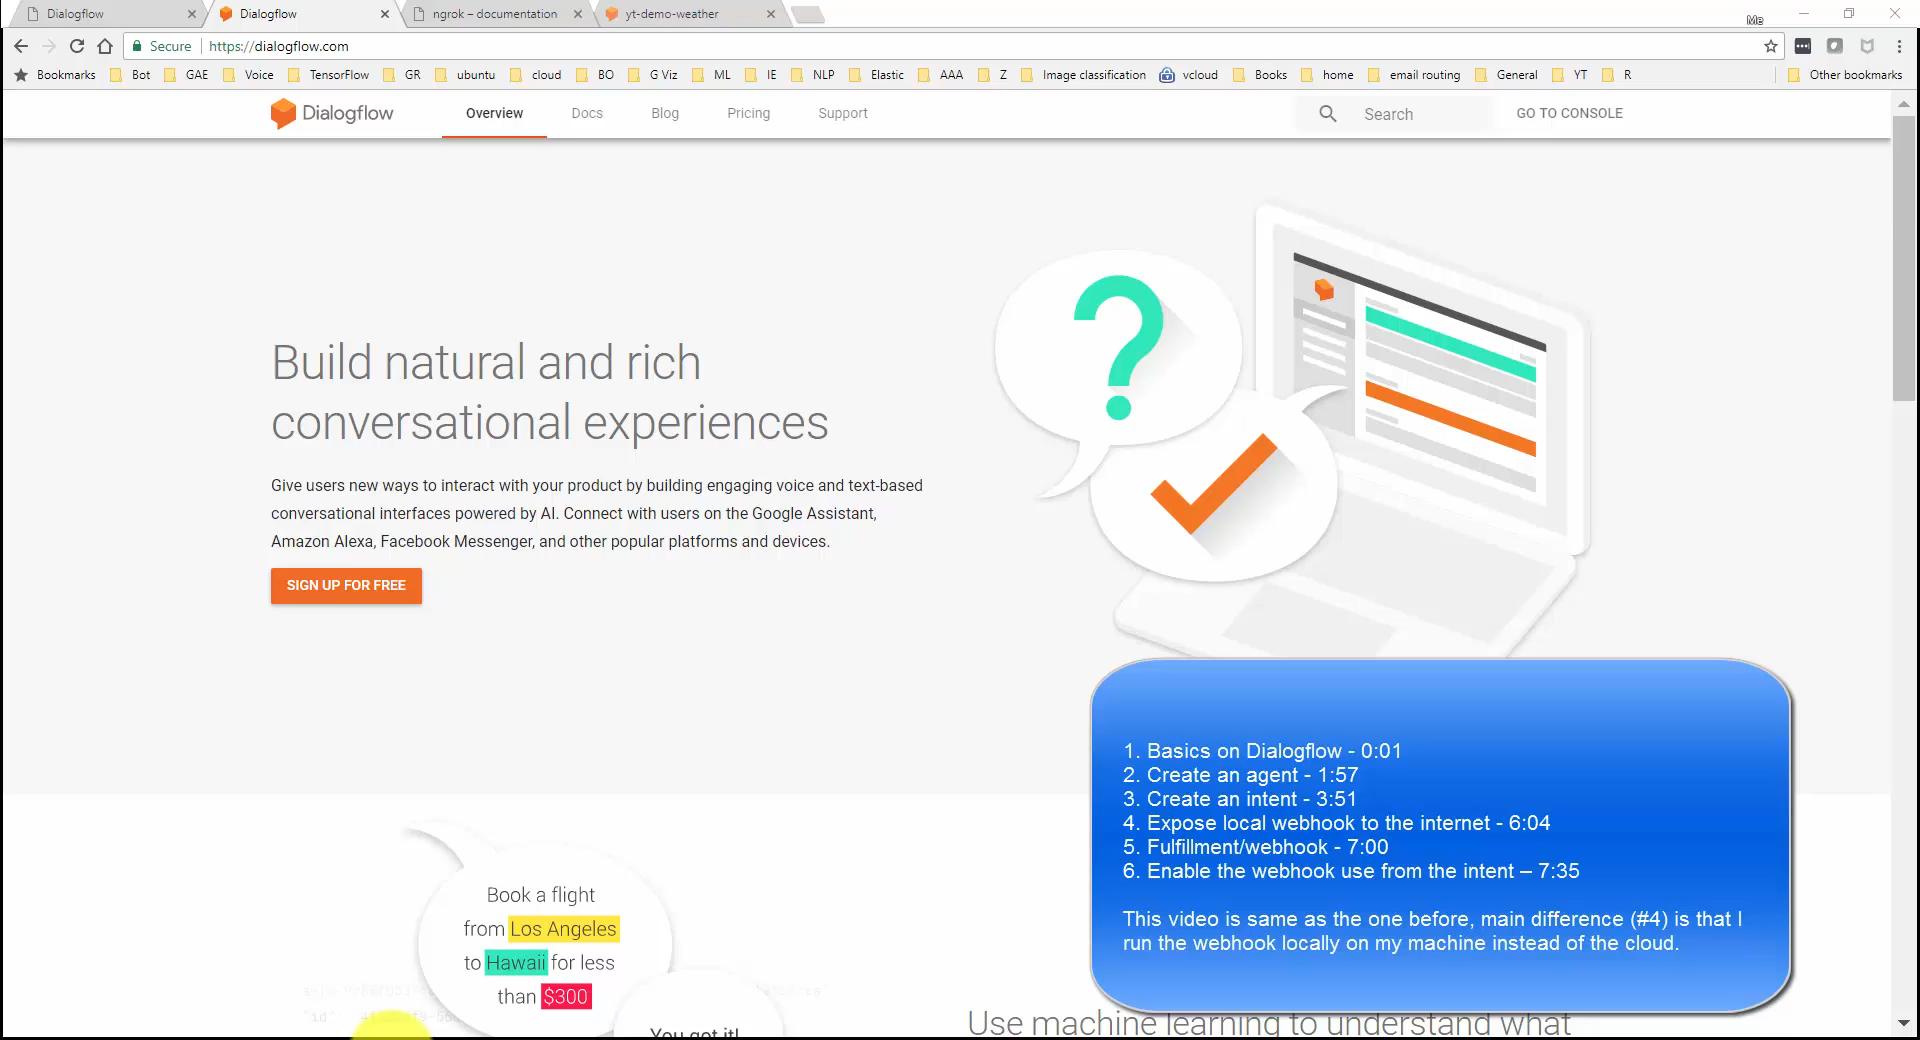 Dialogflow
Dialogflow
ngrok – documentation
yt-demo-weather
Me
Secure
https://dialogflow.com
Bookmarks
Bot
GAE
Voice
TensorFlow
GR
ubuntu
cloud
BO
G Viz
ML
IE
NLP
Elastic
AAA
Z
Image classification
vcloud
Books
home
email routing
General
YT
R
Other bookmarks
Dialogflow
Overview
Docs
Blog
Pricing
Support
Search
GO TO CONSOLE
Build natural and rich
conversational experiences
Give users new ways to interact with your product by building engaging voice and text-based
conversational interfaces powered by AI. Connect with users on the Google Assistant,
Amazon Alexa, Facebook Messenger, and other popular platforms and devices.
SIGN UP FOR FREE
1. Basics on Dialogflow - 0:01
2. Create an agent - 1:57
3. Create an intent - 3:51
4. Expose local webhook to the internet - 6:04
5. Fulfillment/webhook - 7:00
6. Enable the webhook use from the intent – 7:35
This video is same as the one before, main difference (#4) is that I
run the webhook locally on my machine instead of the cloud.
Book a flight
from Los Angeles
to Hawaii for less
than $300
"id":
You got it!
Use machine learning to understand what